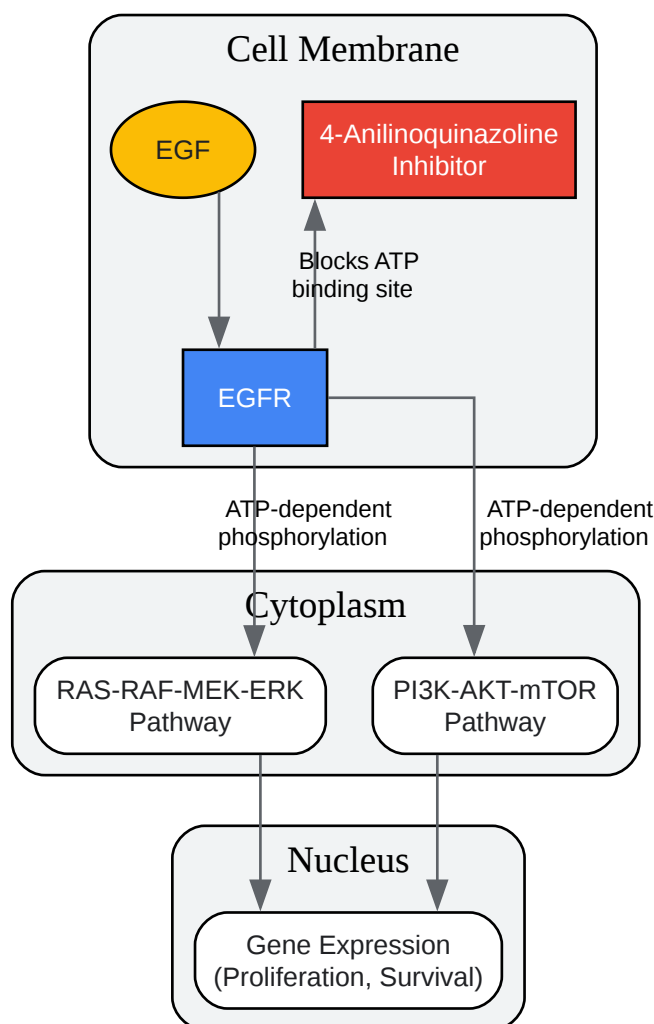 Cell Membrane
EGF
4-Anilinoquinazoline
Inhibitor
Blocks ATP
binding site
EGFR
ATP-dependent
phosphorylation
ATP-dependent
phosphorylation
Cytoplasm
RAS-RAF-MEK-ERK
Pathway
PI3K-AKT-mTOR
Pathway
Nucleus
Gene Expression
(Proliferation, Survival)